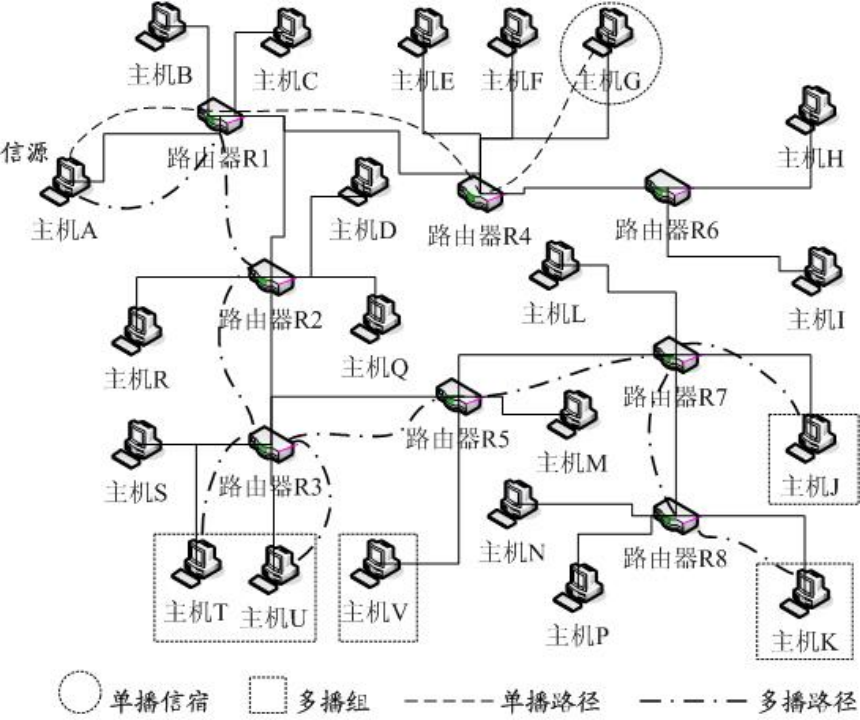 主机B
主机C
主机E
主机F
主机G
信源
路由器R1
主机H
主机A
主机D
路由器R4
路由器R6
主机L
主机I
路由器R2
主机R
主机Q
路由器R7
路由器R5
主机M
主机S
路由器R3
主机J
主机N
路由器R8
主机T
主机U
主机V
主机P
主机K
单播信宿
多播组
单播路径
多播路径